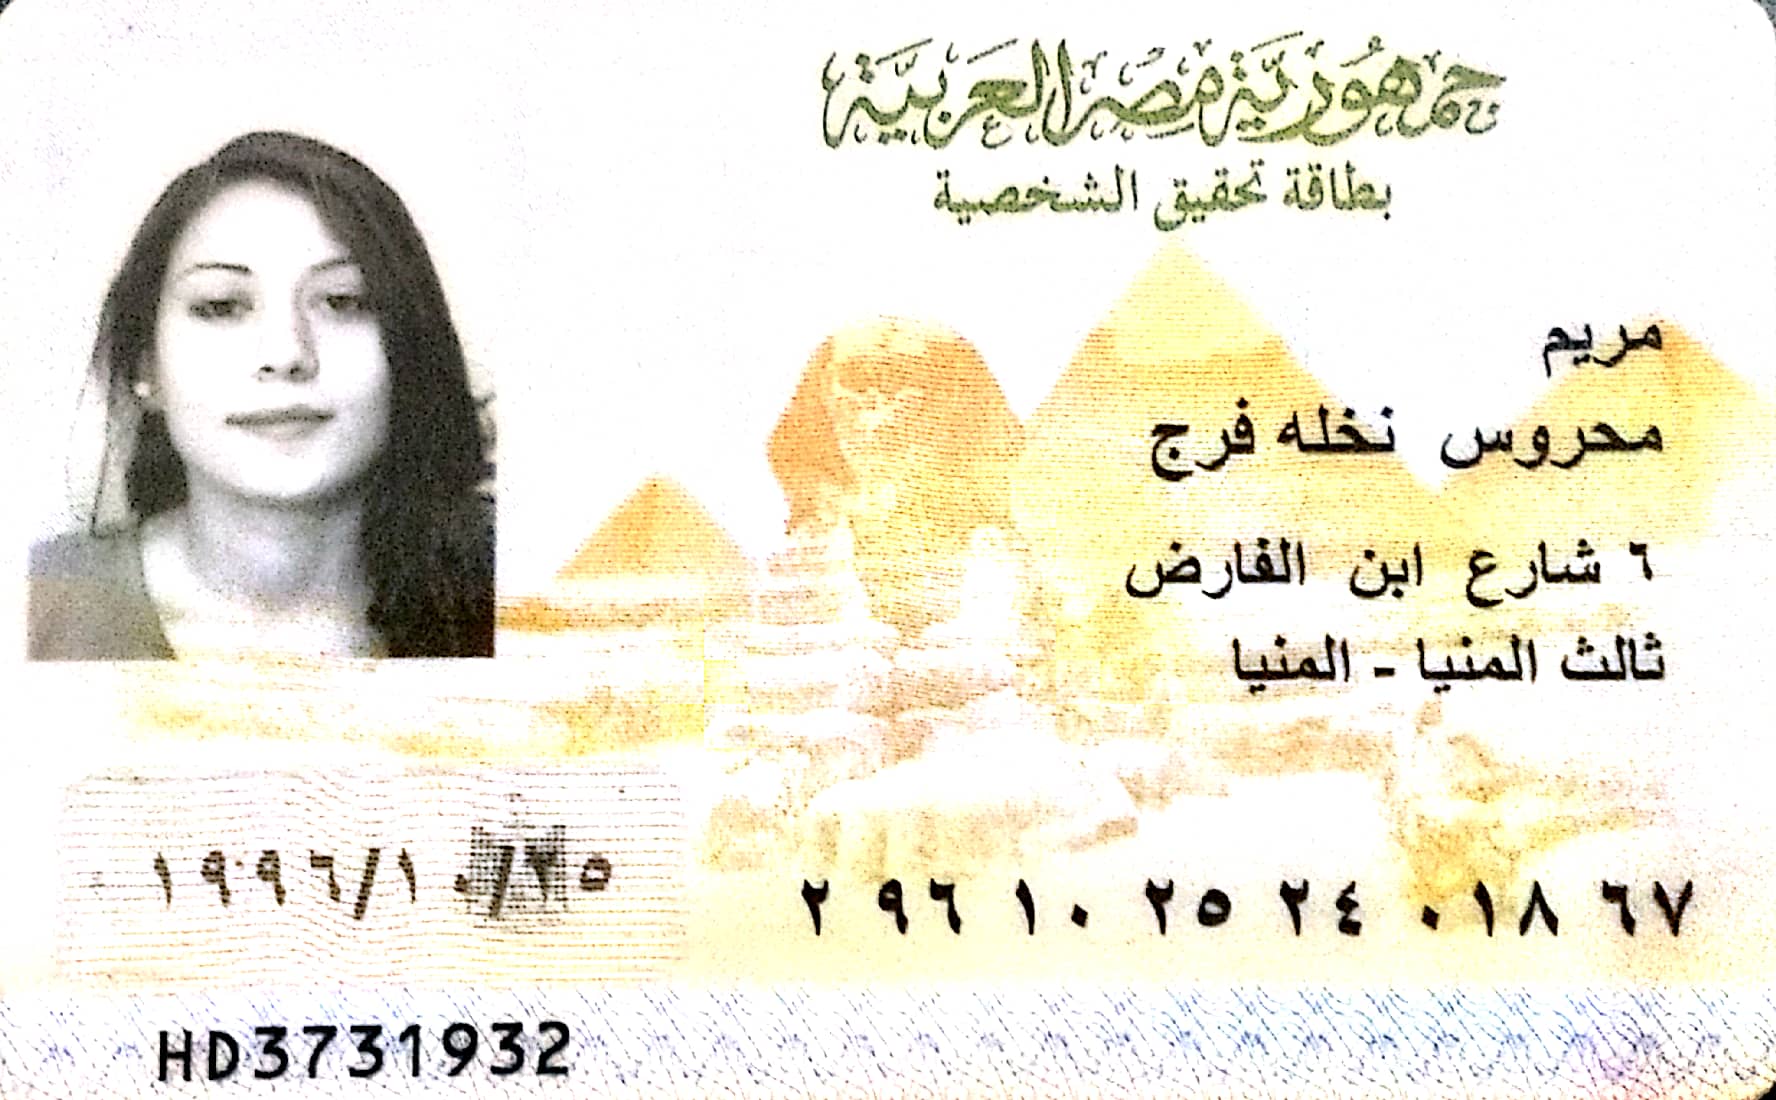 جمهورية مصر العربية
بطاقة تحقيق الشخصية
مريم
محروس نخله فرج
٦ شارع ابن الفارض
ثالث المنيا - المنيا
١٩٩٦/١٠/٢٥
٢ ٩٦ ١٠ ٢٥ ٢٤ ٠١٨ ٦٧
HD3731932